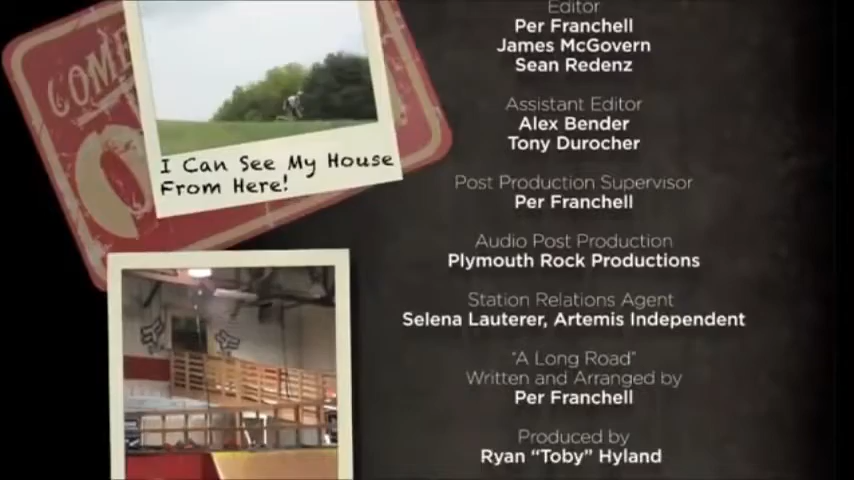 COME
O
I Can See My House
From Here!
Editor
Per Franchell
James McGovern
Sean Redenz
Assistant Editor
Alex Bender
Tony Durocher
Post Production Supervisor
Per Franchell
Audio Post Production
Plymouth Rock Productions
Station Relations Agent
Selena Lauterer, Artemis Independent
"A Long Road"
Written and Arranged by
Per Franchell
Produced by
Ryan "Toby" Hyland